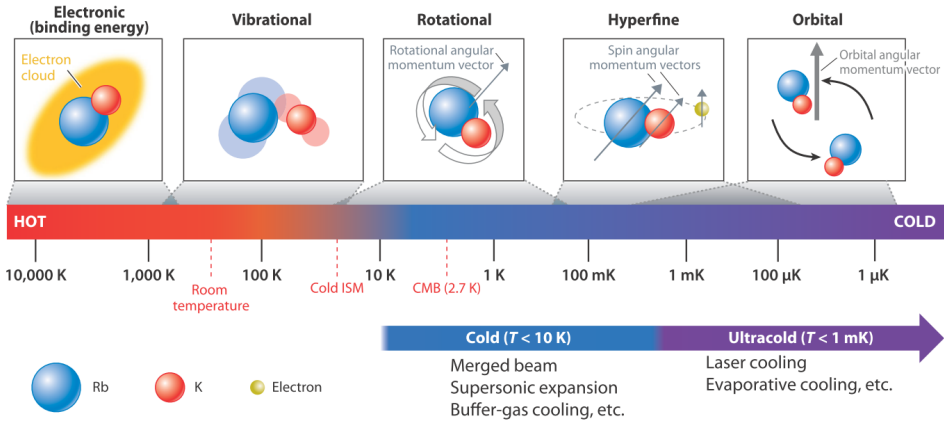 Electronic
(binding energy)
Vibrational
Rotational
Hyperfine
Orbital
Electron
cloud
Rotational angular
momentum vector
Spin angular
momentum vectors
Orbital angular
momentum vector
HOT
COLD
10,000 K
1,000 K
100 K
10 K
1 K
100 mK
1 mK
100 µK
1 µK
Room
temperature
Cold ISM
CMB (2.7 K)
Cold (T < 10 K)
Ultracold (T < 1 mK)
Merged beam
Supersonic expansion
Buffer-gas cooling, etc.
Laser cooling
Evaporative cooling, etc.
Rb
K
Electron